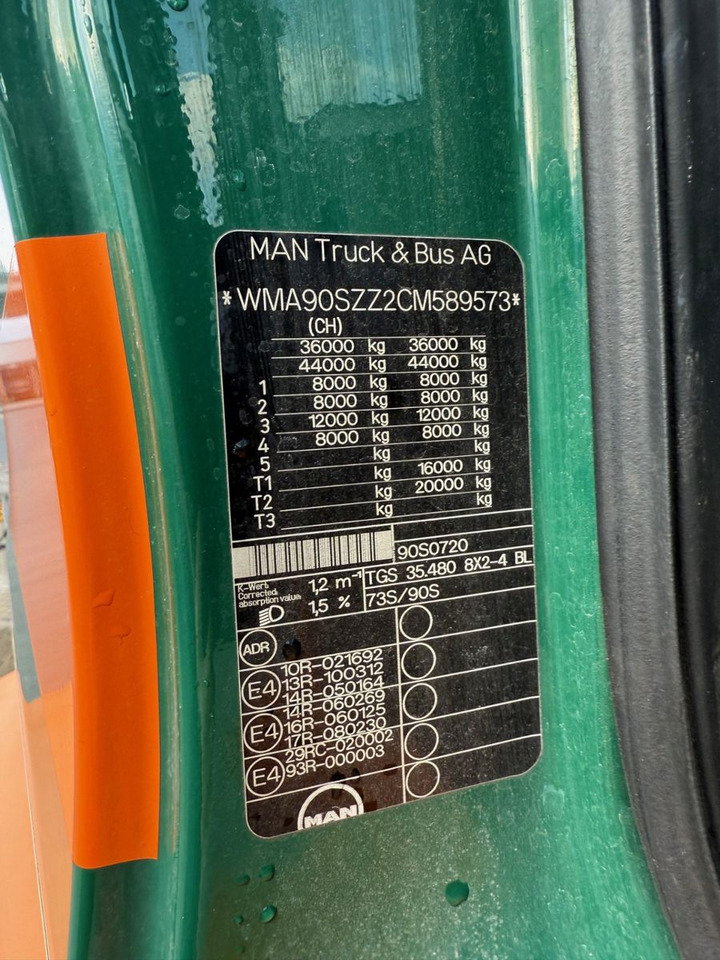 MAN Truck & Bus AG
*WMA90SZZ2CM589573*
(CH)
36000 kg 36000 kg
44000 kg 44000 kg
1 8000 kg 8000 kg
2 8000 kg 8000 kg
3 12000 kg 12000 kg
4 8000 kg 8000 kg
5 kg kg
T1 kg 16000 kg
T2 kg 20000 kg
T3 kg kg
90S0720
K-Wert: 1,2 m⁻¹ TGS 35.480 8X2-4 BL
Corrected
absorption value:
1,5 % 73S/90S
ADR
10R-021692
E4 13R-100312
14R-050164
14R-060269
E4 16R-060125
17R-080230
29RC-020002
E4 93R-000003
MAN